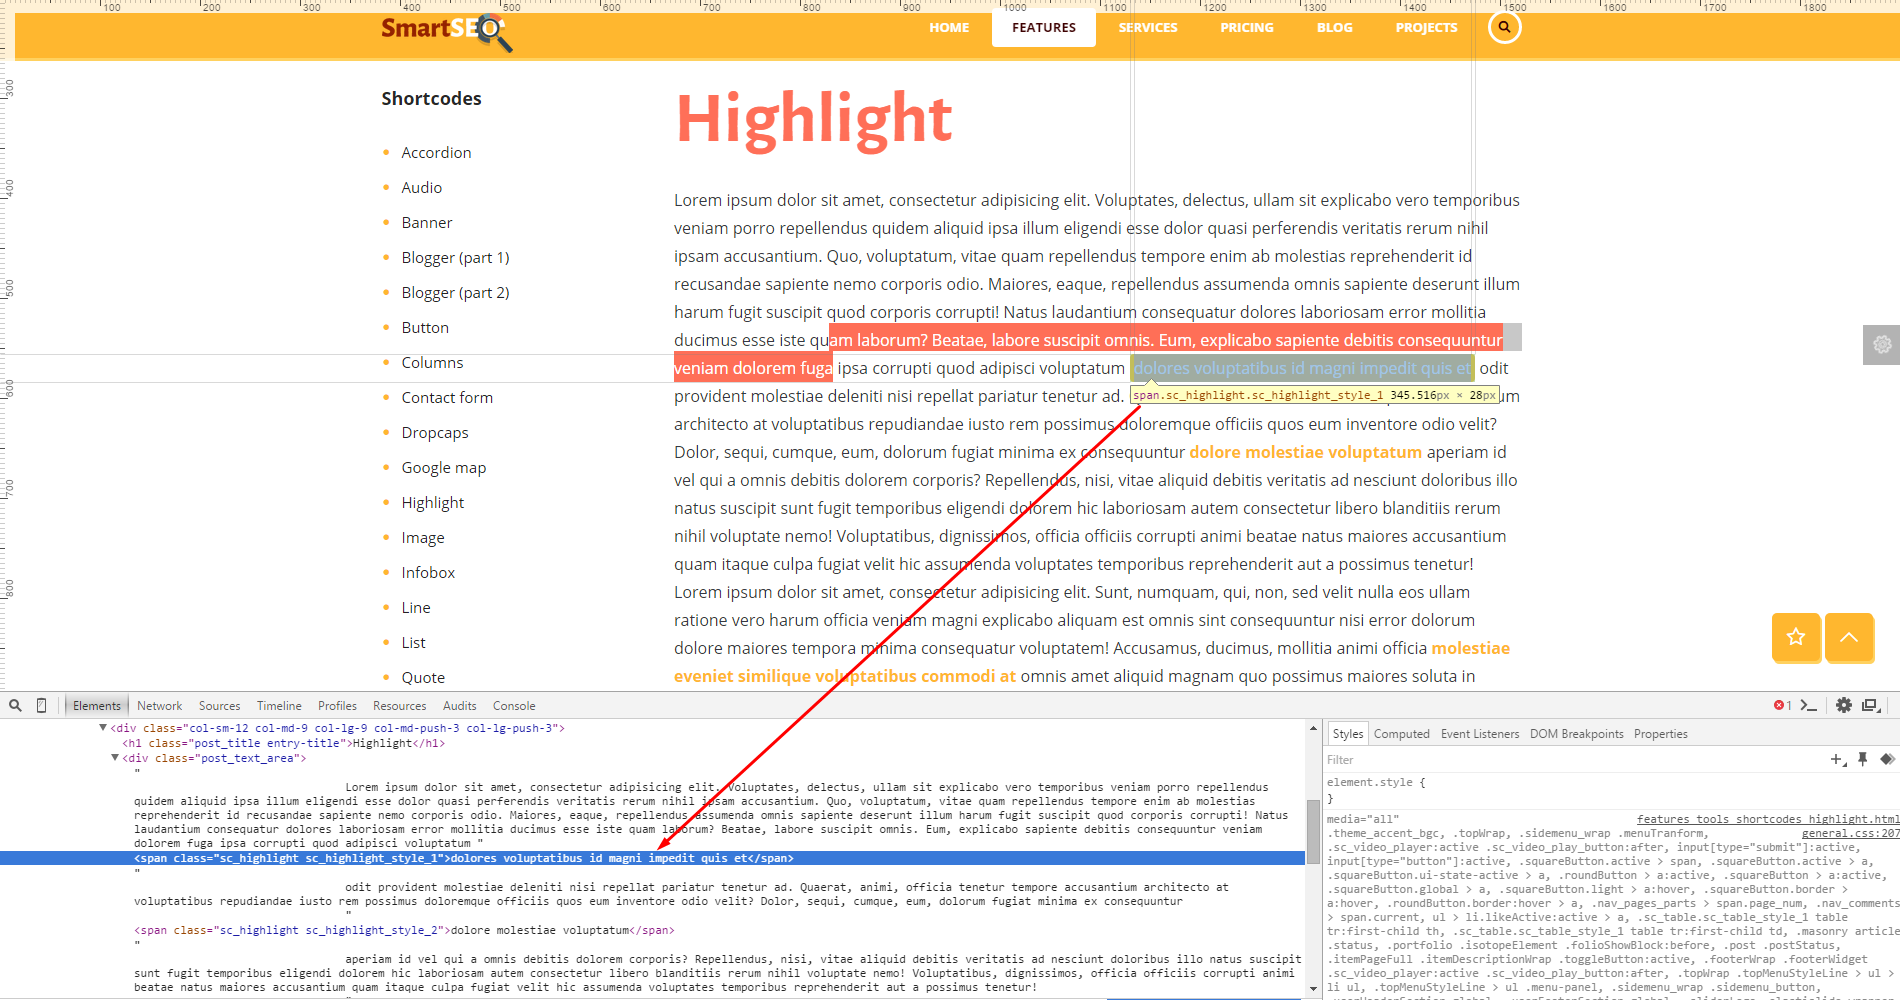 100 200 300 400 500 600 700 800 900 1000 1100 1200 1300 1400 1500 1600 1700 1800
SmartSEO
HOME FEATURES SERVICES PRICING BLOG PROJECTS
300
400
500
600
700
800
Shortcodes
Accordion
Audio
Banner
Blogger (part 1)
Blogger (part 2)
Button
Columns
Contact form
Dropcaps
Google map
Highlight
Image
Infobox
Line
List
Quote
Highlight
Lorem ipsum dolor sit amet, consectetur adipisicing elit. Voluptates, delectus, ullam sit explicabo vero temporibus
veniam porro repellendus quidem aliquid ipsa illum eligendi esse dolor quasi perferendis veritatis rerum nihil
ipsam accusantium. Quo, voluptatum, vitae quam repellendus tempore enim ab molestias reprehenderit id
recusandae sapiente nemo corporis odio. Maiores, eaque, repellendus assumenda omnis sapiente deserunt illum
harum fugit suscipit quod corporis corrupti! Natus laudantium consequatur dolores laboriosam error mollitia
ducimus esse iste quam laborum? Beatae, labore suscipit omnis. Eum, explicabo sapiente debitis consequuntur
veniam dolorem fuga ipsa corrupti quod adipisci voluptatum dolores voluptatibus id magni impedit quis et odit
provident molestiae deleniti nisi repellat pariatur tenetur ad. um
span.sc_highlight.sc_highlight_style_1 345.516px × 28px
architecto at voluptatibus repudiandae iusto rem possimus doloremque officiis quos eum inventore odio velit?
Dolor, sequi, cumque, eum, dolorum fugiat minima ex consequuntur dolore molestiae voluptatum aperiam id
vel qui a omnis debitis dolorem corporis? Repellendus, nisi, vitae aliquid debitis veritatis ad nesciunt doloribus illo
natus suscipit sunt fugit temporibus eligendi dolorem hic laboriosam autem consectetur libero blanditiis rerum
nihil voluptate nemo! Voluptatibus, dignissimos, officia officiis corrupti animi beatae natus maiores accusantium
quam itaque culpa fugiat velit hic assumenda voluptates temporibus reprehenderit aut a possimus tenetur!
Lorem ipsum dolor sit amet, consectetur adipisicing elit. Sunt, numquam, qui, non, sed velit nulla eos ullam
ratione vero harum officia veniam magni explicabo aliquam est omnis sint consequuntur nisi error dolorum
dolore maiores tempora minima consequatur voluptatem! Accusamus, ducimus, mollitia animi officia molestiae
eveniet similique voluptatibus commodi at omnis amet aliquid magnam quo possimus maiores soluta in
Elements Network Sources Timeline Profiles Resources Audits Console 1
<div class="col-sm-12 col-md-9 col-lg-9 col-md-push-3 col-lg-push-3">
<h1 class="post_title entry-title">Highlight</h1>
<div class="post_text_area">
"
Lorem ipsum dolor sit amet, consectetur adipisicing elit. Voluptates, delectus, ullam sit explicabo vero temporibus veniam porro repellendus
quidem aliquid ipsa illum eligendi esse dolor quasi perferendis veritatis rerum nihil ipsam accusantium. Quo, voluptatum, vitae quam repellendus tempore enim ab molestias
reprehenderit id recusandae sapiente nemo corporis odio. Maiores, eaque, repellendus assumenda omnis sapiente deserunt illum harum fugit suscipit quod corporis corrupti! Natus
laudantium consequatur dolores laboriosam error mollitia ducimus esse iste quam laborum? Beatae, labore suscipit omnis. Eum, explicabo sapiente debitis consequuntur veniam
dolorem fuga ipsa corrupti quod adipisci voluptatum "
<span class="sc_highlight sc_highlight_style_1">dolores voluptatibus id magni impedit quis et</span>
"
odit provident molestiae deleniti nisi repellat pariatur tenetur ad. Quaerat, animi, officia tenetur tempore accusantium architecto at
voluptatibus repudiandae iusto rem possimus doloremque officiis quos eum inventore odio velit? Dolor, sequi, cumque, eum, dolorum fugiat minima ex consequuntur
"
<span class="sc_highlight sc_highlight_style_2">dolore molestiae voluptatum</span>
"
aperiam id vel qui a omnis debitis dolorem corporis? Repellendus, nisi, vitae aliquid debitis veritatis ad nesciunt doloribus illo natus suscipit
sunt fugit temporibus eligendi dolorem hic laboriosam autem consectetur libero blanditiis rerum nihil voluptate nemo! Voluptatibus, dignissimos, officia officiis corrupti animi
beatae natus maiores accusantium quam itaque culpa fugiat velit hic assumenda voluptates temporibus reprehenderit aut a possimus tenetur!
"
Styles Computed Event Listeners DOM Breakpoints Properties
Filter
element.style {
}
media="all" features_tools_shortcodes_highlight.html
.theme_accent_bgc, .topWrap, .sidemenu_wrap .menuTranform, general.css:207
.sc_video_player:active .sc_video_play_button:after, input[type="submit"]:active,
input[type="button"]:active, .squareButton.active > span, .squareButton.active > a,
.squareButton.ui-state-active > a, .roundButton > a:active, .squareButton > a:active,
.squareButton.global > a, .squareButton.light > a:hover, .squareButton.border >
a:hover, .roundButton.border:hover > a, .nav_pages_parts > span.page_num, .nav_comments
> span.current, ul > li.likeActive:active > a, .sc_table.sc_table_style_1 table
tr:first-child th, .sc_table.sc_table_style_1 table tr:first-child td, .masonry article
.status, .portfolio .isotopeElement .folioShowBlock:before, .post .postStatus,
.itemPageFull .itemDescriptionWrap .toggleButton:active, .footerWrap .footerWidget
.sc_video_player:active .sc_video_play_button:after, .topWrap .topMenuStyleLine > ul >
li ul, .topMenuStyleLine > ul .menu-panel, .sidemenu_wrap .sidemenu_button,